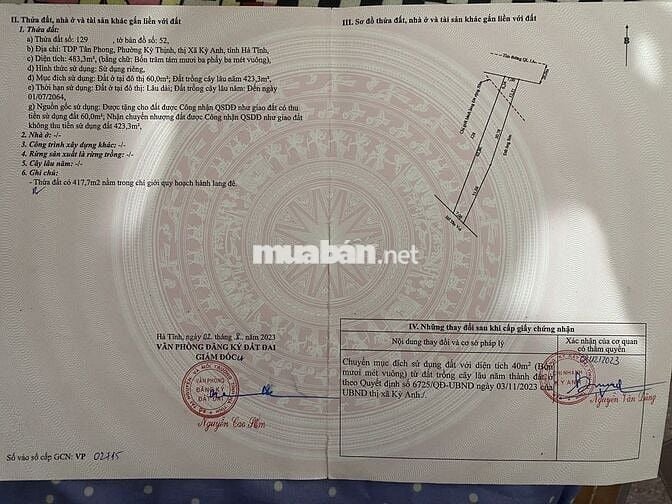 II. Thửa đất, nhà ở và tài sản khác gắn liền với đất
1. Thửa đất:
a) Thửa đất số: 129 , tờ bản đồ số: 52,
b) Địa chỉ: TDP Tân Phong, Phường Kỳ Thịnh, thị Xã Kỳ Anh, tỉnh Hà Tĩnh,
c) Diện tích: 483,3m², (bằng chữ: Bốn trăm tám mươi ba phẩy ba mét vuông),
d) Hình thức sử dụng: Sử dụng riêng,
đ) Mục đích sử dụng: Đất ở tại đô thị 60,0m²; Đất trồng cây lâu năm 423,3m²,
e) Thời hạn sử dụng: Đất ở tại đô thị: Lâu dài; Đất trồng cây lâu năm: Đến ngày
01/07/2064,
g) Nguồn gốc sử dụng: Được tặng cho đất được Công nhận QSDĐ như giao đất có thu
tiền sử dụng đất 60,0m²; Nhận chuyển nhượng đất được Công nhận QSDĐ như giao đất
không thu tiền sử dụng đất 423,3m².
2. Nhà ở: -/-
3. Công trình xây dựng khác: -/-
4. Rừng sản xuất là rừng trồng: -/-
5. Cây lâu năm: -/-
6. Ghi chú:
- Thửa đất có 417,7m2 nằm trong chỉ giới quy hoạch hành lang đê.
Hà Tĩnh, ngày 02 tháng 8 năm 2023
VĂN PHÒNG ĐĂNG KÝ ĐẤT ĐAI
GIÁM ĐỐC
VĂN PHÒNG
ĐĂNG KÝ
ĐẤT ĐAI
Nguyễn Cao Sâm
Số vào sổ cấp GCN: VP 02715
III. Sơ đồ thửa đất, nhà ở và tài sản khác gắn liền với đất
B
muaban.net
IV. Những thay đổi sau khi cấp giấy chứng nhận
Nội dung thay đổi và cơ sở pháp lý
Xác nhận của cơ quan
có thẩm quyền
Chuyển mục đích sử dụng đất với diện tích 40m² (Bốn
mươi mét vuông) từ đất trồng cây lâu năm thành đất ở
theo Quyết định số 6725/QĐ-UBND ngày 03/11/2023 của
UBND thị xã Kỳ Anh./.
CHI NHÁNH
KỲ ANH
Nguyễn Văn Dũng